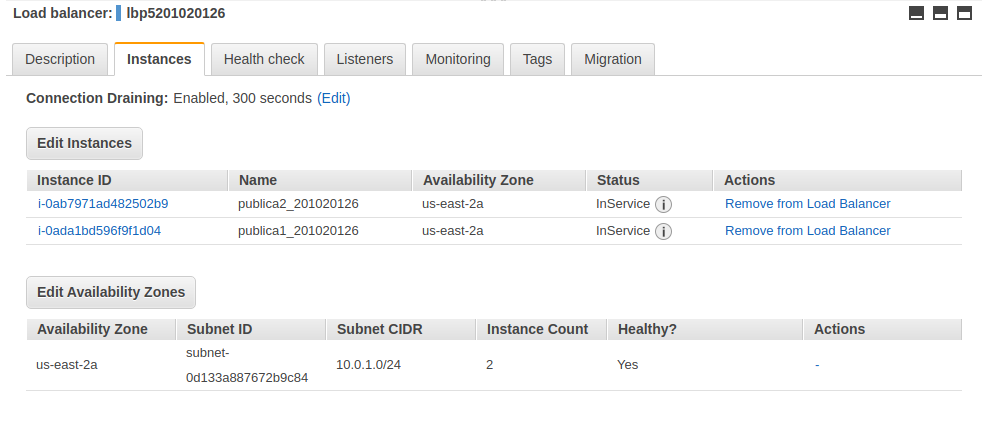 Load balancer: lbp5201020126
Description Instances Health check Listeners Monitoring Tags Migration
Connection Draining: Enabled, 300 seconds (Edit)
Edit Instances
Instance ID Name Availability Zone Status Actions
i-0ab7971ad482502b9 publica2_201020126 us-east-2a InService i Remove from Load Balancer
i-0ada1bd596f9f1d04 publica1_201020126 us-east-2a InService i Remove from Load Balancer
Edit Availability Zones
Availability Zone Subnet ID Subnet CIDR Instance Count Healthy? Actions
us-east-2a subnet-0d133a887672b9c84 10.0.1.0/24 2 Yes -